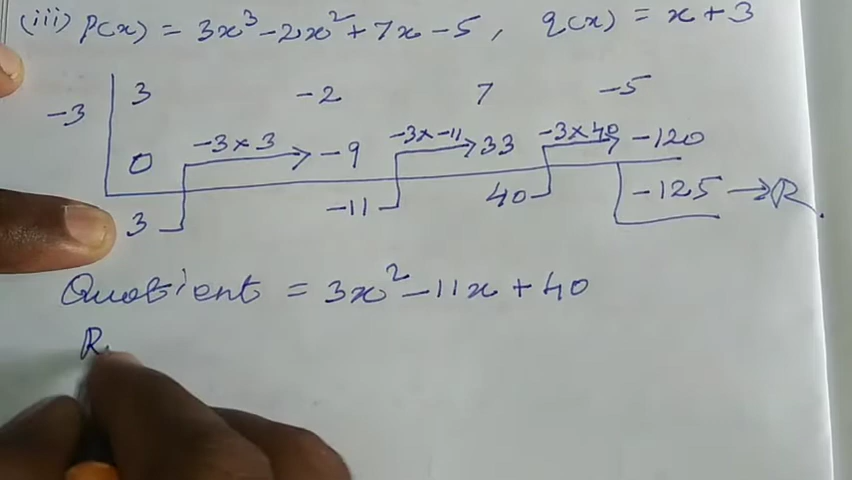 (iii) p(x) = 3x³ - 2x² + 7x - 5, q(x) = x + 3
-3 3 -2 7 -5
0 -3 × 3 -9 -3 × -11 33 -3 × 40 -120
3 -11 40 -125 → R
Quotient = 3x² - 11x + 40
R